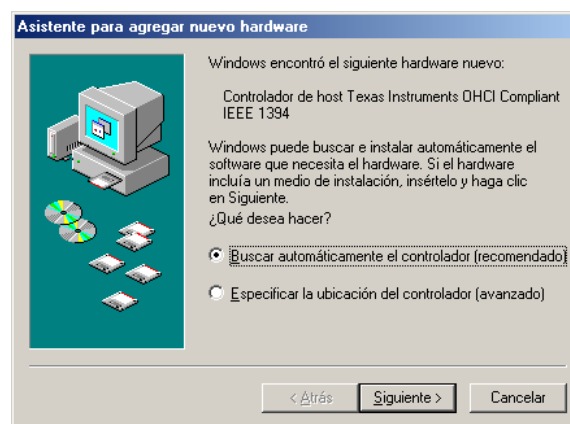 Asistente para agregar nuevo hardware
Windows encontró el siguiente hardware nuevo:
Controlador de host Texas Instruments OHCI Compliant
IEEE 1394
Windows puede buscar e instalar automáticamente el
software que necesita el hardware. Si el hardware
incluía un medio de instalación, insértelo y haga clic
en Siguiente.
¿Qué desea hacer?
Buscar automáticamente el controlador (recomendado)
Especificar la ubicación del controlador (avanzado)
< Atrás
Siguiente >
Cancelar